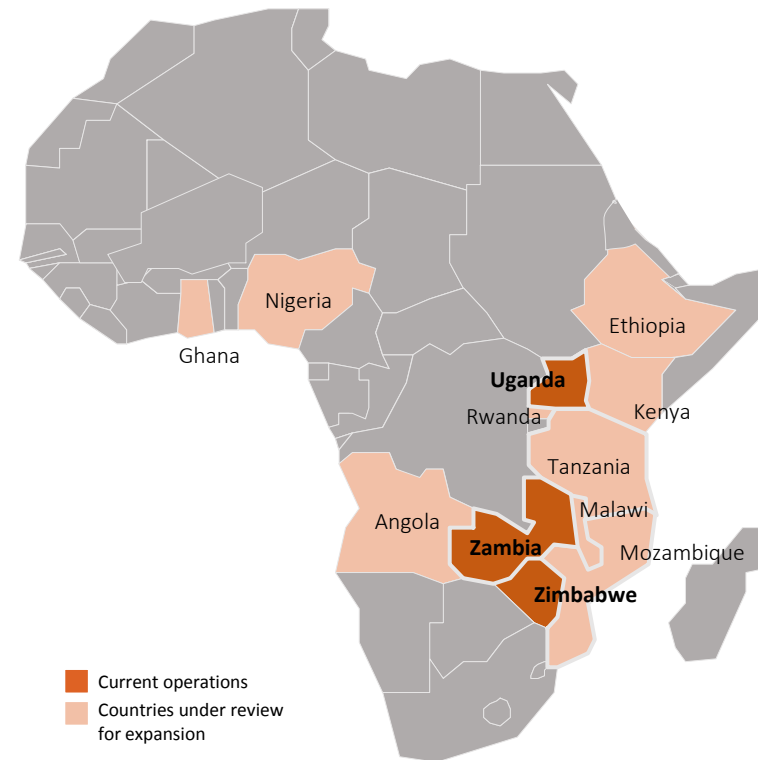 Nigeria
Ethiopia
Ghana
Uganda
Rwanda
Kenya
Tanzania
Malawi
Angola
Zambia
Mozambique
Zimbabwe
Current operations
Countries under review
for expansion